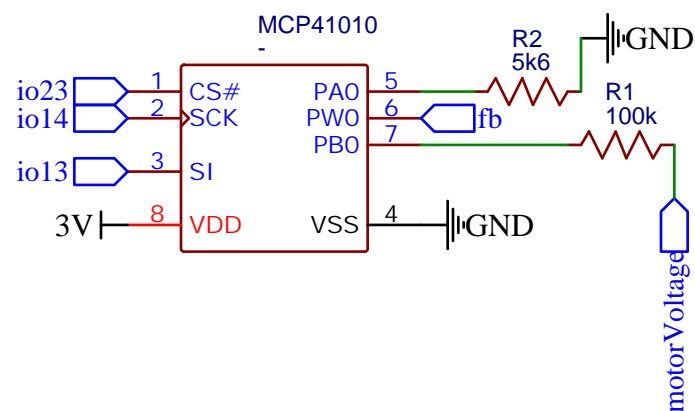 MCP41010
-
R2
5k6
GND
R1
100k
io23 1 CS# PA0 5
io14 2 SCK PW0 6 fb
PB0 7
io13 3 SI
3V 8 VDD VSS 4 GND
motorVoltage